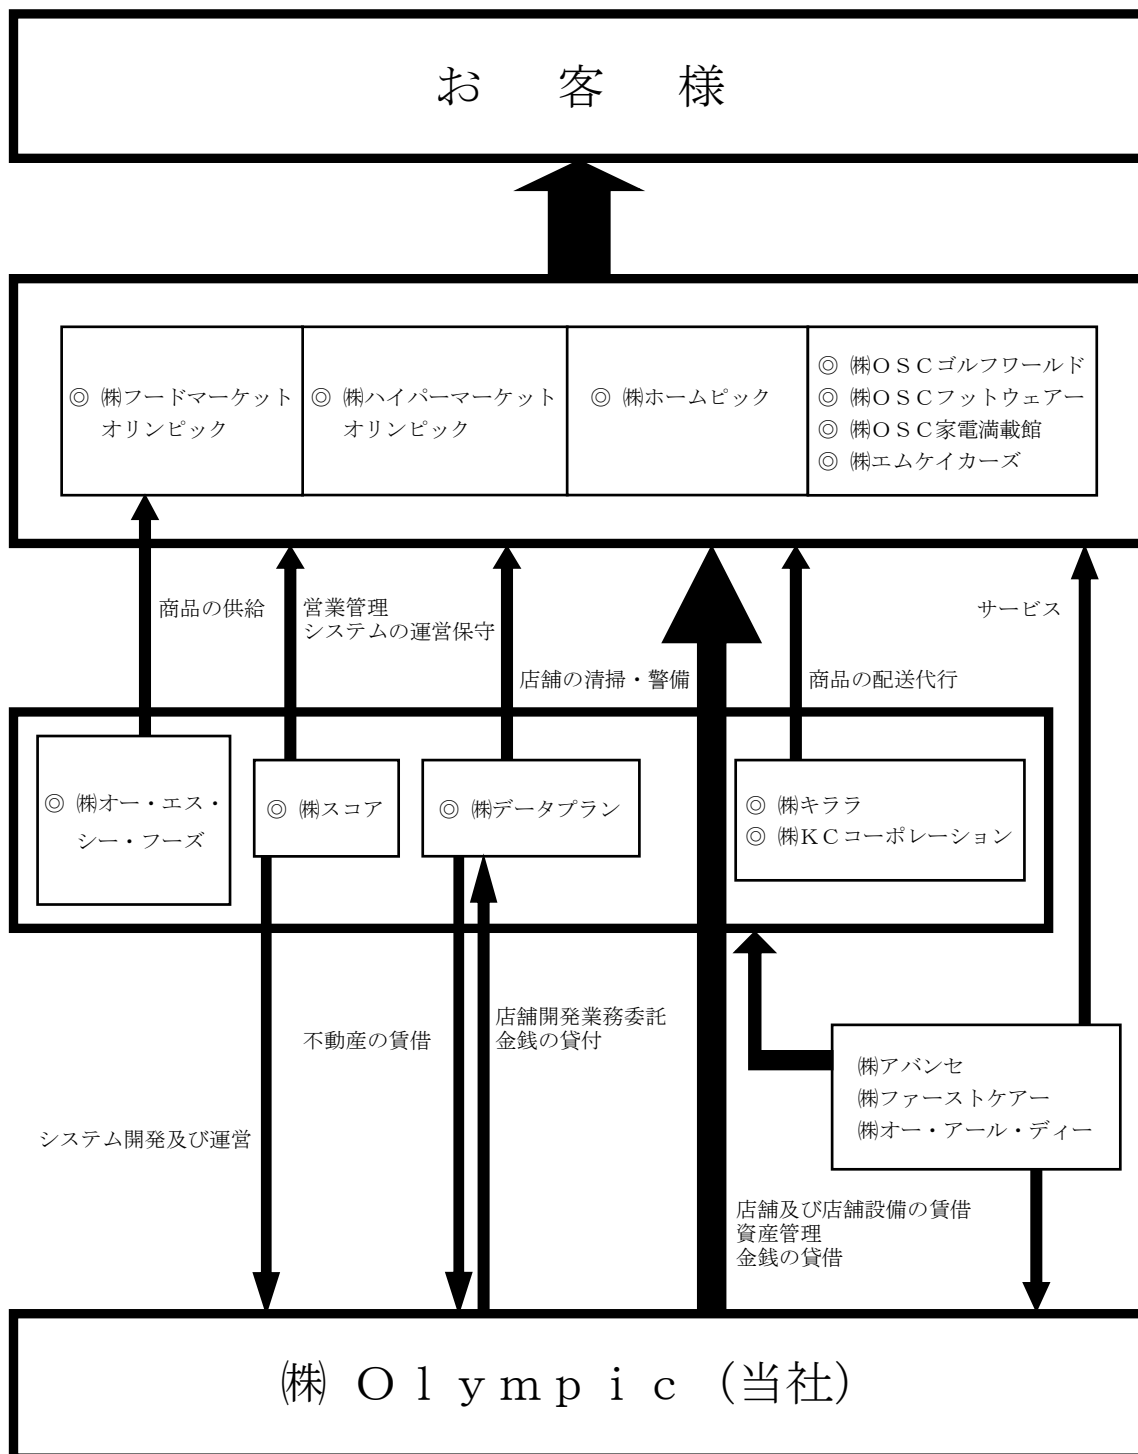 お客様
◎ ㈱フードマーケット
オリンピック
◎ ㈱ハイパーマーケット
オリンピック
◎ ㈱ホームピック
◎ ㈱ＯＳＣゴルフワールド
◎ ㈱ＯＳＣフットウェアー
◎ ㈱ＯＳＣ家電満載館
◎ ㈱エムケイカーズ
商品の供給
営業管理
システムの運営保守
店舗の清掃・警備
商品の配送代行
サービス
◎ ㈱オー・エス・
シー・フーズ
◎ ㈱スコア
◎ ㈱データプラン
◎ ㈱キララ
◎ ㈱ＫＣコーポレーション
不動産の賃借
店舗開発業務委託
金銭の貸付
㈱アバンセ
㈱ファーストケアー
㈱オー・アール・ディー
システム開発及び運営
店舗及び店舗設備の賃借
資産管理
金銭の貸借
㈱Ｏｌｙｍｐｉｃ（当社）